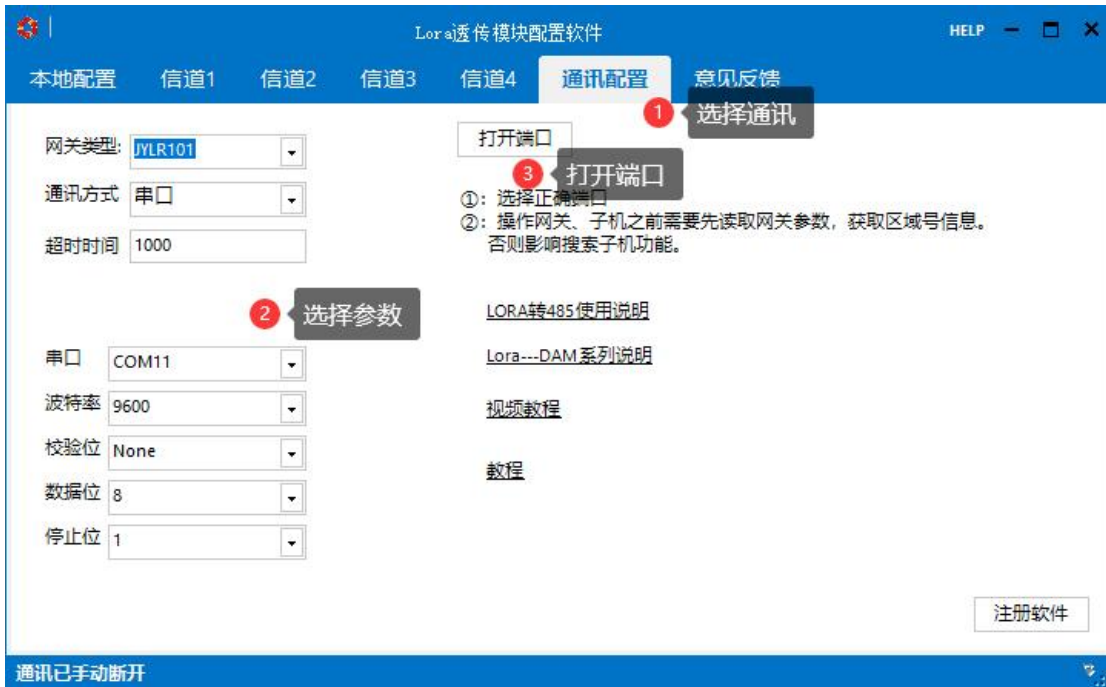 Lora透传模块配置软件
HELP
本地配置 信道1 信道2 信道3 信道4 通讯配置 意见反馈
1 选择通讯
网关类型: JYLR101
打开端口
3 打开端口
通讯方式 串口
①：选择正确端口
②：操作网关、子机之前需要先读取网关参数，获取区域号信息。
否则影响搜索子机功能。
超时时间 1000
2 选择参数
LORA转485使用说明
串口 COM11
Lora---DAM系列说明
波特率 9600
视频教程
校验位 None
教程
数据位 8
停止位 1
注册软件
通讯已手动断开